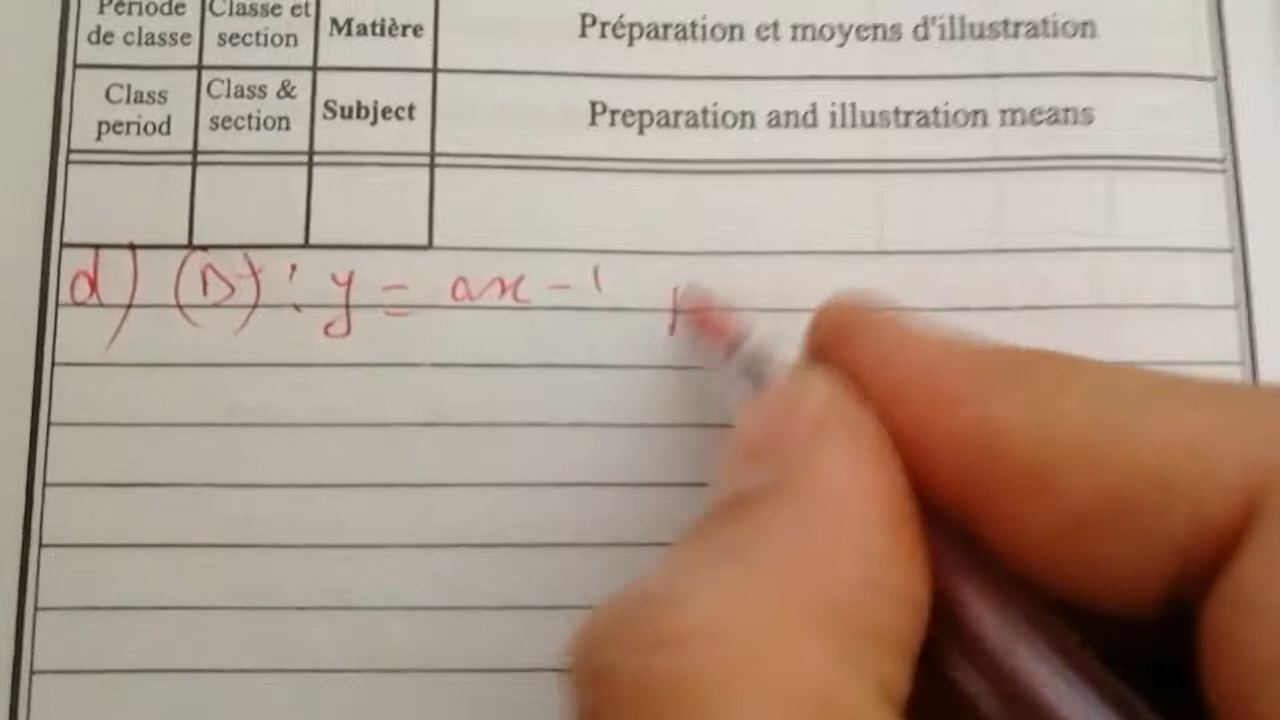 Période
de classe
Classe et
section
Matière
Préparation et moyens d'illustration
Class
period
Class &
section
Subject
Preparation and illustration means
d) (D) : y = ax - 1